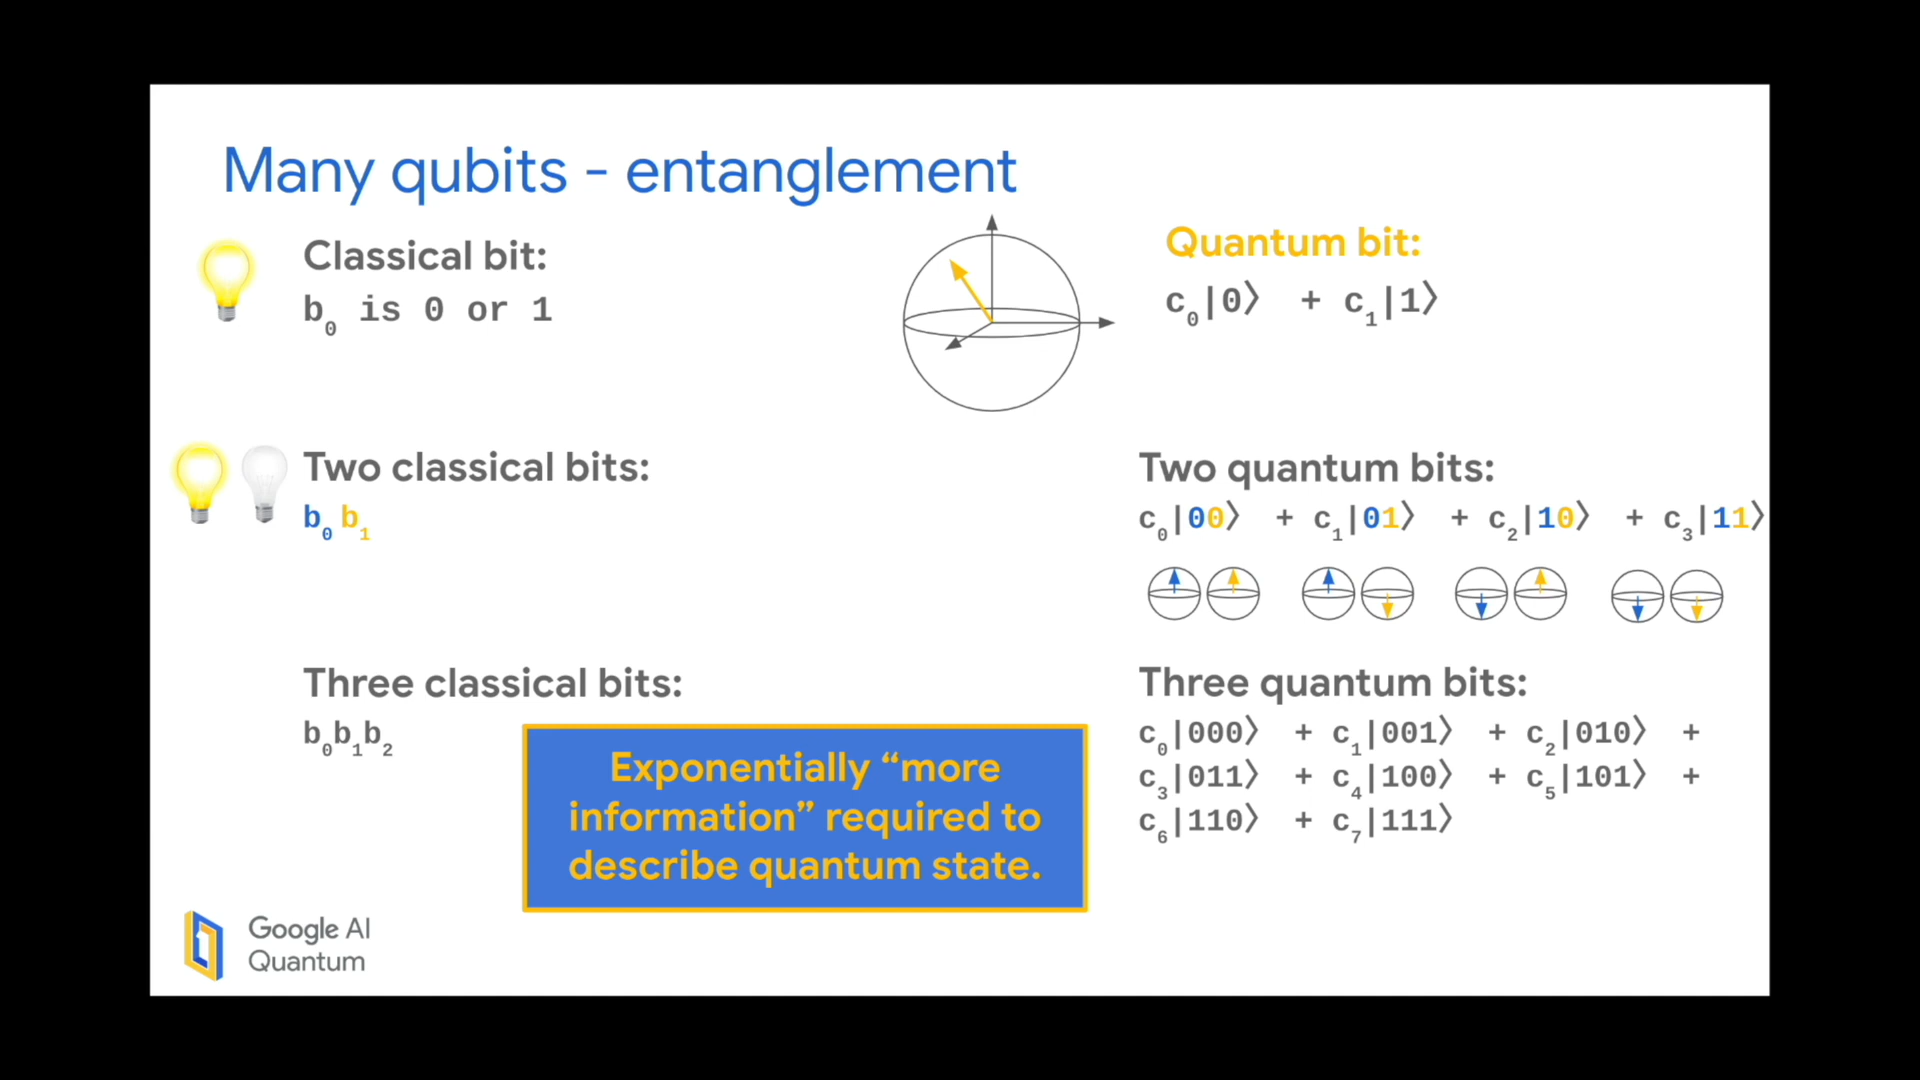 Many qubits - entanglement
Classical bit:
b₀ is 0 or 1
Quantum bit:
c₀|0⟩ + c₁|1⟩
Two classical bits:
b₀ b₁
Two quantum bits:
c₀|00⟩ + c₁|01⟩ + c₂|10⟩ + c₃|11⟩
Three classical bits:
b₀b₁b₂
Three quantum bits:
c₀|000⟩ + c₁|001⟩ + c₂|010⟩ +
c₃|011⟩ + c₄|100⟩ + c₅|101⟩ +
c₆|110⟩ + c₇|111⟩
Exponentially “more
information” required to
describe quantum state.
Google AI
Quantum